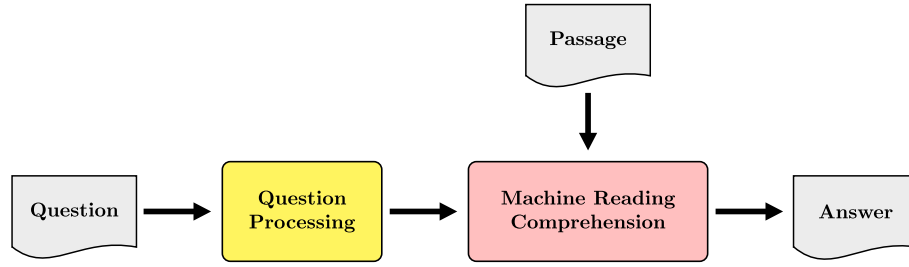 Passage
Question
Question
Processing
Machine Reading
Comprehension
Answer